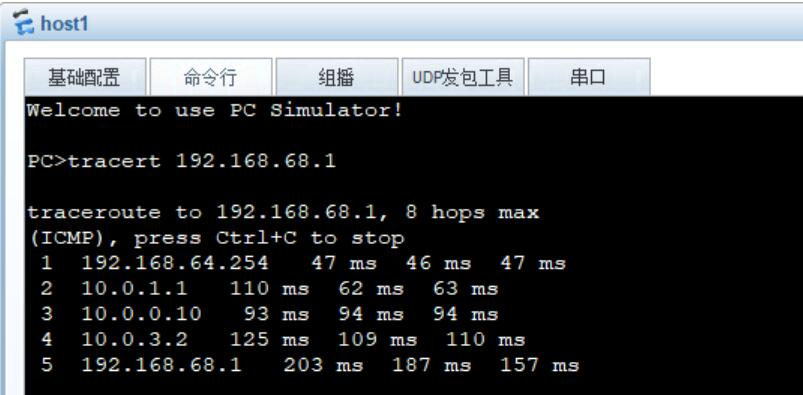 host1
基础配置 命令行 组播 UDP发包工具 串口
Welcome to use PC Simulator!
PC>tracert 192.168.68.1
traceroute to 192.168.68.1, 8 hops max
(ICMP), press Ctrl+C to stop
1 192.168.64.254 47 ms 46 ms 47 ms
2 10.0.1.1 110 ms 62 ms 63 ms
3 10.0.0.10 93 ms 94 ms 94 ms
4 10.0.3.2 125 ms 109 ms 110 ms
5 192.168.68.1 203 ms 187 ms 157 ms